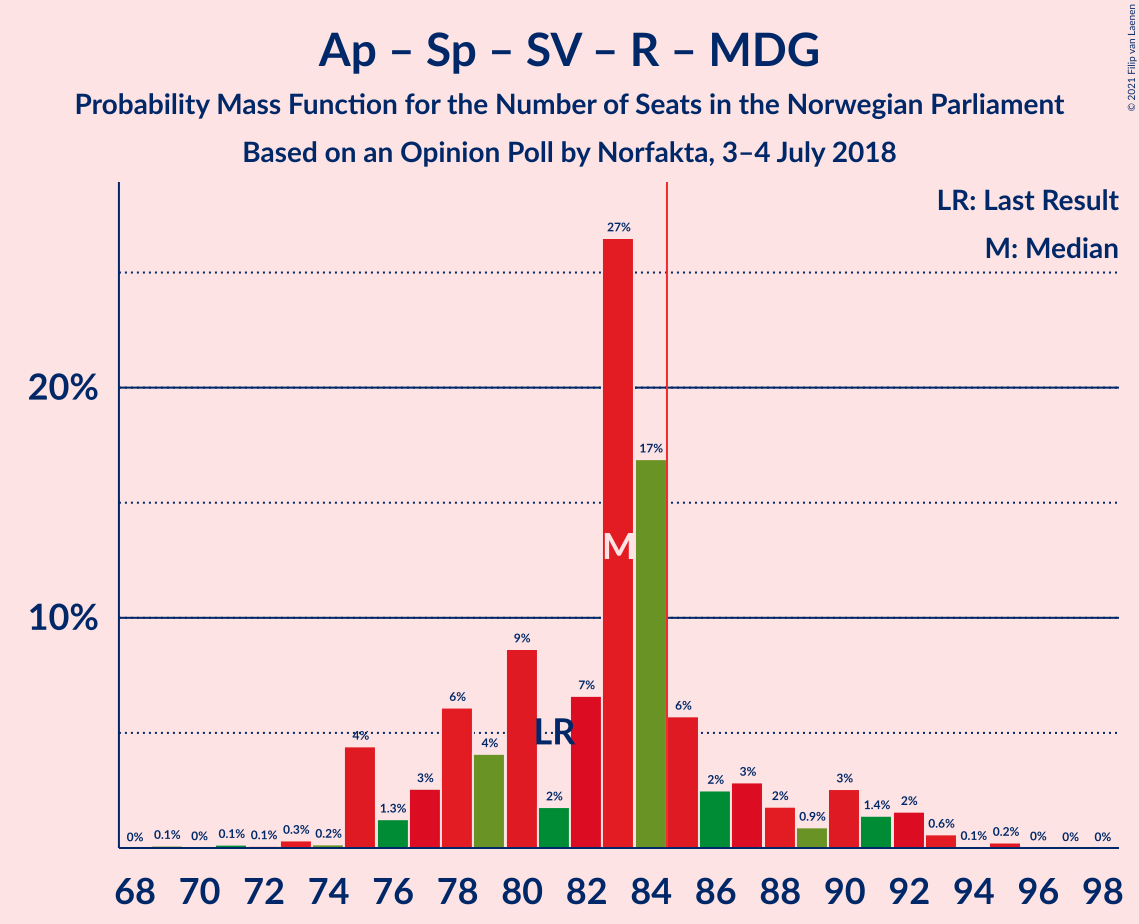 Ap – Sp – SV – R – MDG
Probability Mass Function for the Number of Seats in the Norwegian Parliament
Based on an Opinion Poll by Norfakta, 3–4 July 2018
© 2021 Filip van Laenen
LR: Last Result
M: Median
20%
10%
0% 0.1% 0% 0.1% 0.1% 0.3% 0.2% 4% 1.3% 3% 6% 4% 9% 2% 7% 27% 17% 6% 2% 3% 2% 0.9% 3% 1.4% 2% 0.6% 0.1% 0.2% 0% 0% 0%
M
LR
68 70 72 74 76 78 80 82 84 86 88 90 92 94 96 98